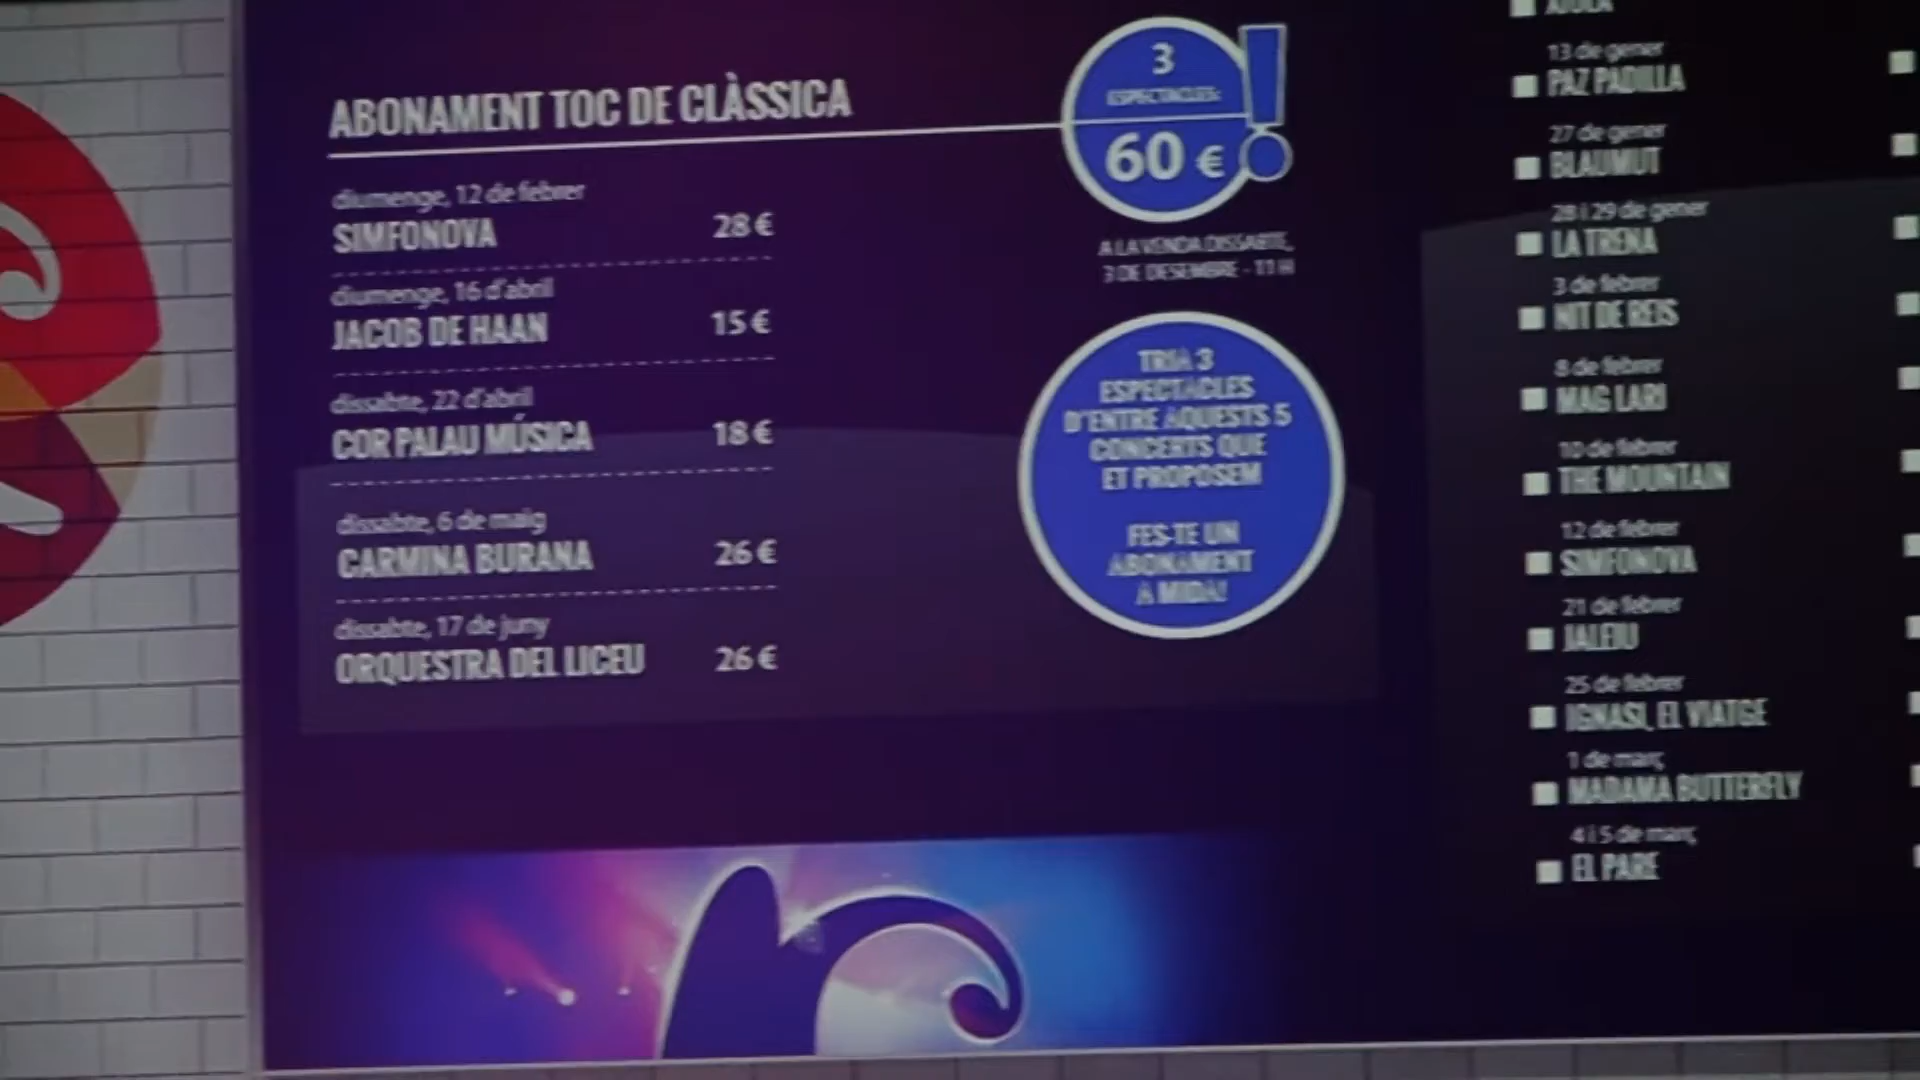 ABONAMENT TOC DE CLÀSSICA
diumenge, 12 de febrer
SIMFONOVA 28 €
diumenge, 16 d'abril
JACOB DE HAAN 15 €
dissabte, 22 d'abril
COR PALAU MÚSICA 18 €
dissabte, 6 de maig
CARMINA BURANA 26 €
dissabte, 17 de juny
ORQUESTRA DEL LICEU 26 €
3
ESPECTACLES:
60 €
A LA VENDA DISSABTE,
3 DE DESEMBRE - 11 H
TRIA 3
ESPECTACLES
D'ENTRE AQUESTS 5
CONCERTS QUE
ET PROPOSEM
FES-TE UN
ABONAMENT
A MIDA!
13 de gener
PAZ PADILLA
27 de gener
BLAUMUT
28 i 29 de gener
LA TRENA
3 de febrer
NIT DE REIS
8 de febrer
MAG LARI
10 de febrer
THE MOUNTAIN
12 de febrer
SIMFONOVA
21 de febrer
JALEIU
25 de febrer
IGNASI, EL VIATGE
1 de març
MADAMA BUTTERFLY
4 i 5 de març
EL PARE